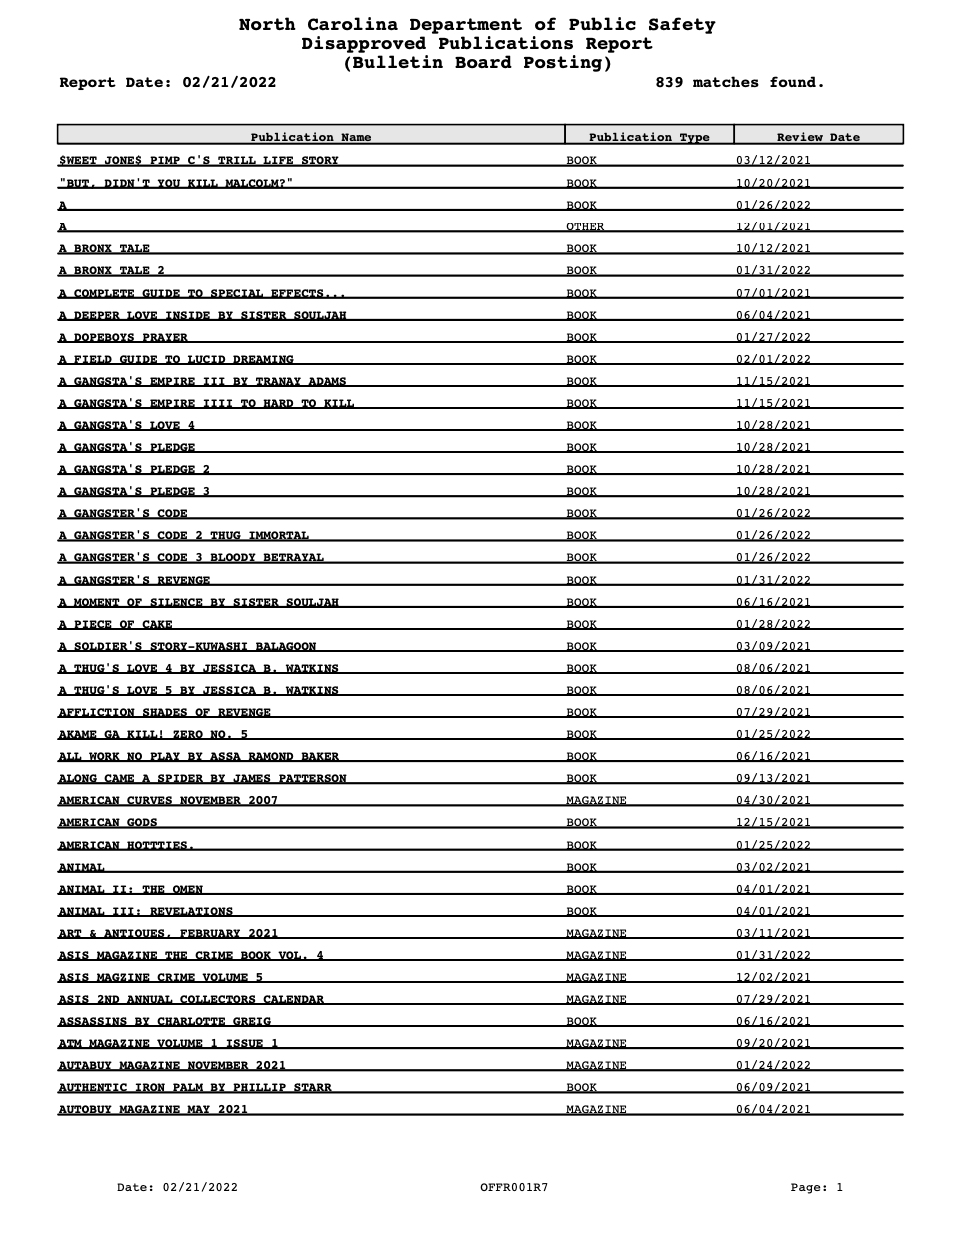 North Carolina Department of Public Safety
Disapproved Publications Report
(Bulletin Board Posting)
Report Date: 02/21/2022 839 matches found.
Publication Name Publication Type Review Date
$WEET JONE$ PIMP C'S TRILL LIFE STORY BOOK 03/12/2021
"BUT, DIDN'T YOU KILL MALCOLM?" BOOK 10/20/2021
A BOOK 01/26/2022
A OTHER 12/01/2021
A BRONX TALE BOOK 10/12/2021
A BRONX TALE 2 BOOK 01/31/2022
A COMPLETE GUIDE TO SPECIAL EFFECTS... BOOK 07/01/2021
A DEEPER LOVE INSIDE BY SISTER SOULJAH BOOK 06/04/2021
A DOPEBOYS PRAYER BOOK 01/27/2022
A FIELD GUIDE TO LUCID DREAMING BOOK 02/01/2022
A GANGSTA'S EMPIRE III BY TRANAY ADAMS BOOK 11/15/2021
A GANGSTA'S EMPIRE IIII TO HARD TO KILL BOOK 11/15/2021
A GANGSTA'S LOVE 4 BOOK 10/28/2021
A GANGSTA'S PLEDGE BOOK 10/28/2021
A GANGSTA'S PLEDGE 2 BOOK 10/28/2021
A GANGSTA'S PLEDGE 3 BOOK 10/28/2021
A GANGSTER'S CODE BOOK 01/26/2022
A GANGSTER'S CODE 2 THUG IMMORTAL BOOK 01/26/2022
A GANGSTER'S CODE 3 BLOODY BETRAYAL BOOK 01/26/2022
A GANGSTER'S REVENGE BOOK 01/31/2022
A MOMENT OF SILENCE BY SISTER SOULJAH BOOK 06/16/2021
A PIECE OF CAKE BOOK 01/28/2022
A SOLDIER'S STORY-KUWASHI BALAGOON BOOK 03/09/2021
A THUG'S LOVE 4 BY JESSICA B. WATKINS BOOK 08/06/2021
A THUG'S LOVE 5 BY JESSICA B. WATKINS BOOK 08/06/2021
AFFLICTION SHADES OF REVENGE BOOK 07/29/2021
AKAME GA KILL! ZERO NO. 5 BOOK 01/25/2022
ALL WORK NO PLAY BY ASSA RAMOND BAKER BOOK 06/16/2021
ALONG CAME A SPIDER BY JAMES PATTERSON BOOK 09/13/2021
AMERICAN CURVES NOVEMBER 2007 MAGAZINE 04/30/2021
AMERICAN GODS BOOK 12/15/2021
AMERICAN HOTTTIES. BOOK 01/25/2022
ANIMAL BOOK 03/02/2021
ANIMAL II: THE OMEN BOOK 04/01/2021
ANIMAL III: REVELATIONS BOOK 04/01/2021
ART & ANTIQUES, FEBRUARY 2021 MAGAZINE 03/11/2021
ASIS MAGAZINE THE CRIME BOOK VOL. 4 MAGAZINE 01/31/2022
ASIS MAGZINE CRIME VOLUME 5 MAGAZINE 12/02/2021
ASIS 2ND ANNUAL COLLECTORS CALENDAR MAGAZINE 07/29/2021
ASSASSINS BY CHARLOTTE GREIG BOOK 06/16/2021
ATM MAGAZINE VOLUME 1 ISSUE 1 MAGAZINE 09/20/2021
AUTABUY MAGAZINE NOVEMBER 2021 MAGAZINE 01/24/2022
AUTHENTIC IRON PALM BY PHILLIP STARR BOOK 06/09/2021
AUTOBUY MAGAZINE MAY 2021 MAGAZINE 06/04/2021
Date: 02/21/2022 OFFR001R7 Page: 1